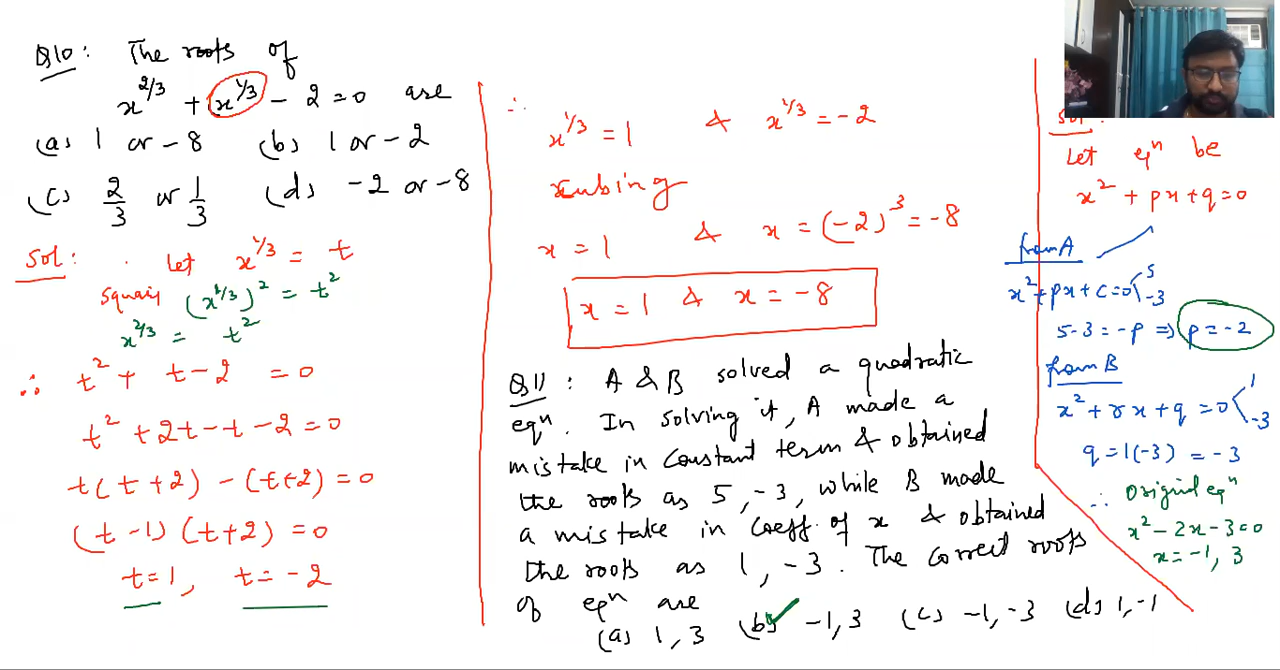 Q10: The roots of
x^{2/3} + x^{1/3} - 2 = 0 are
(a) 1 or -8 (b) 1 or -2
(c) 2/3 or 1/3 (d) -2 or -8
Sol: Let x^{1/3} = t
(x^{1/3})^2 = t^2
x^{2/3} = t^2
∴ t^2 + t - 2 = 0
t^2 + 2t - t - 2 = 0
t(t+2) - (t+2) = 0
(t-1)(t+2) = 0
t=1, t=-2
∴
x^{1/3} = 1 & x^{1/3} = -2
cubing
x = 1 & x = (-2)^3 = -8
x = 1 & x = -8
Q11: A & B solved a quadratic
eq^n. In solving it, A made a
mistake in constant term & obtained
the roots as 5, -3, while B made
a mistake in coeff. of x & obtained
the roots as 1, -3. The correct roots
of eq^n are
(a) 1, 3 (b) -1, 3 (c) -1, -3 (d) 1, -1
Sol:
Let eq^n be
x^2 + px + q = 0
from A
x^2 + px + c = 0 5 -3
5-3 = -p ⇒ p = -2
from B
x^2 + rx + q = 0 1 -3
q = 1(-3) = -3
∴ Original eq^n
x^2 - 2x - 3 = 0
x = -1, 3